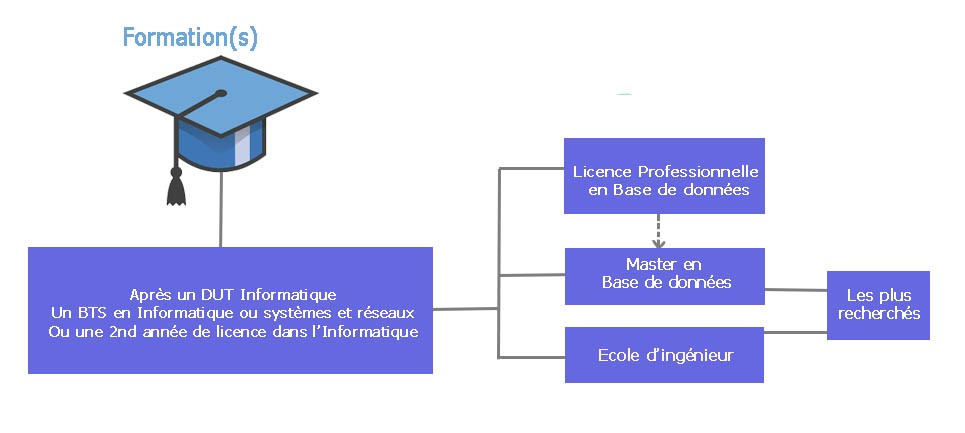 Formation(s)
Après un DUT Informatique
Un BTS en Informatique ou systèmes et réseaux
Ou une 2nd année de licence dans l'Informatique
Licence Professionnelle
en Base de données
Master en
Base de données
Ecole d'ingénieur
Les plus
recherchés